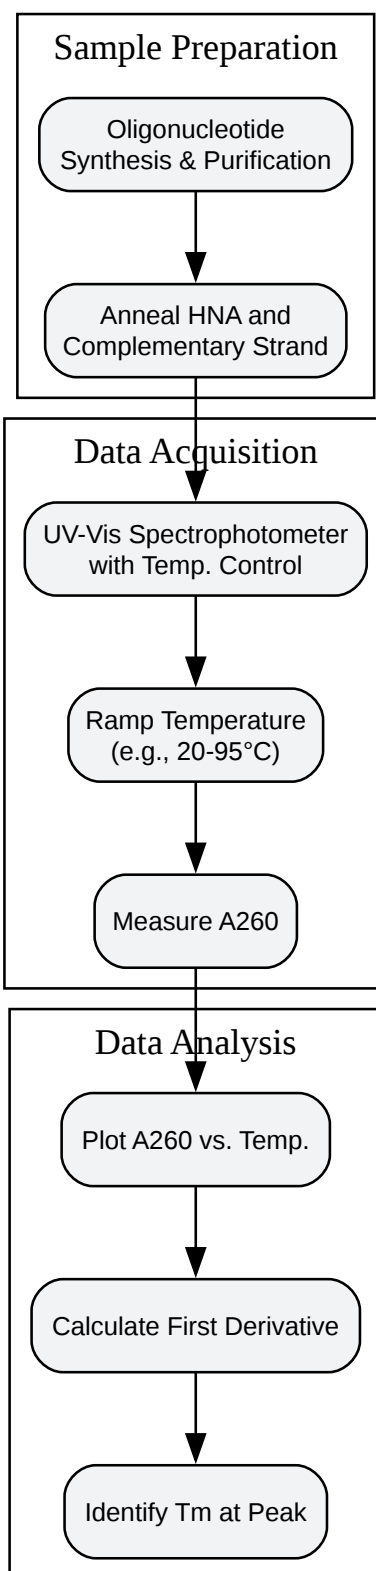 Sample Preparation
Oligonucleotide
Synthesis & Purification
Anneal HNA and
Complementary Strand
Data Acquisition
UV-Vis Spectrophotometer
with Temp. Control
Ramp Temperature
(e.g., 20-95°C)
Measure A260
Data Analysis
Plot A260 vs. Temp.
Calculate First Derivative
Identify Tm at Peak